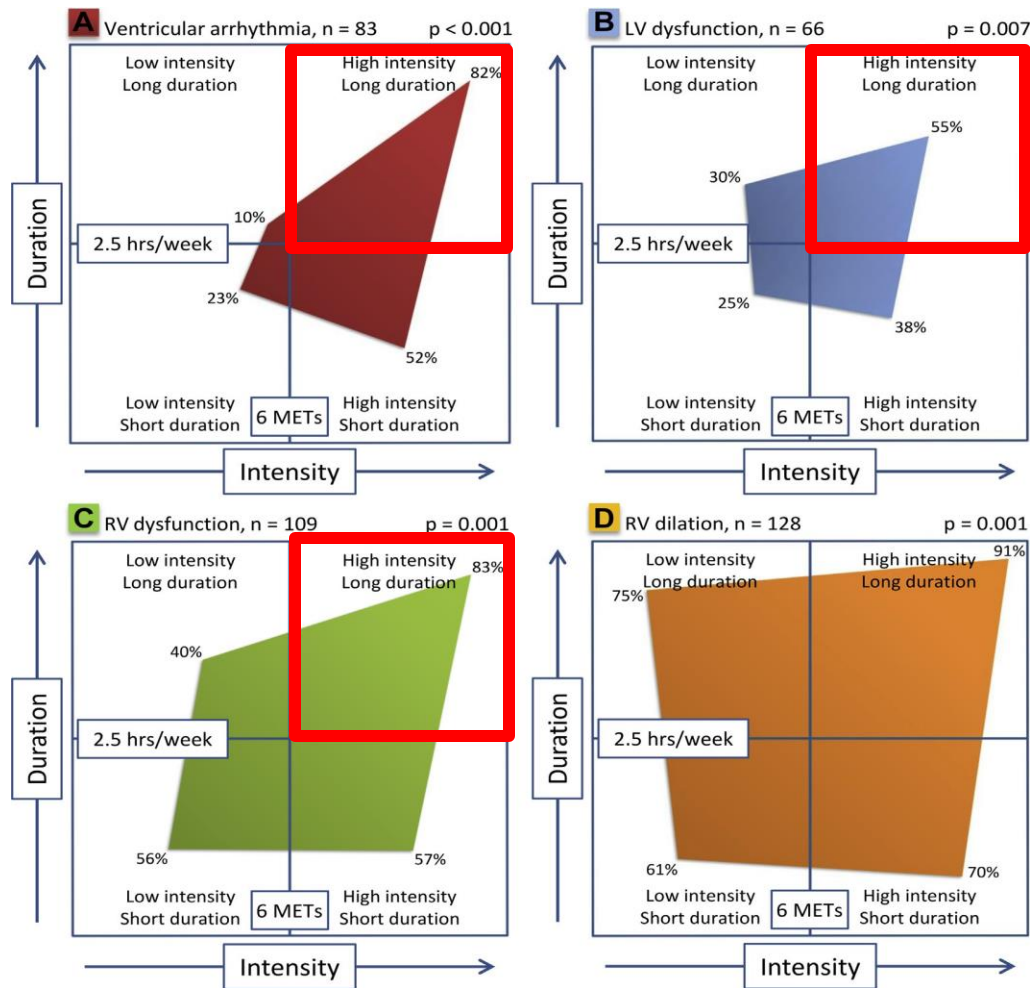 A Ventricular arrhythmia, n = 83 p < 0.001
Low intensity
Long duration
High intensity
Long duration
82%
10%
2.5 hrs/week
23%
52%
Low intensity
Short duration
6 METs
High intensity
Short duration
Duration
Intensity
B LV dysfunction, n = 66 p = 0.007
Low intensity
Long duration
High intensity
Long duration
55%
30%
2.5 hrs/week
25%
38%
Low intensity
Short duration
6 METs
High intensity
Short duration
Duration
Intensity
C RV dysfunction, n = 109 p = 0.001
Low intensity
Long duration
High intensity
Long duration
83%
40%
2.5 hrs/week
56%
57%
Low intensity
Short duration
6 METs
High intensity
Short duration
Duration
Intensity
D RV dilation, n = 128 p = 0.001
Low intensity
Long duration
High intensity
Long duration
91%
75%
2.5 hrs/week
61%
70%
Low intensity
Short duration
6 METs
High intensity
Short duration
Duration
Intensity